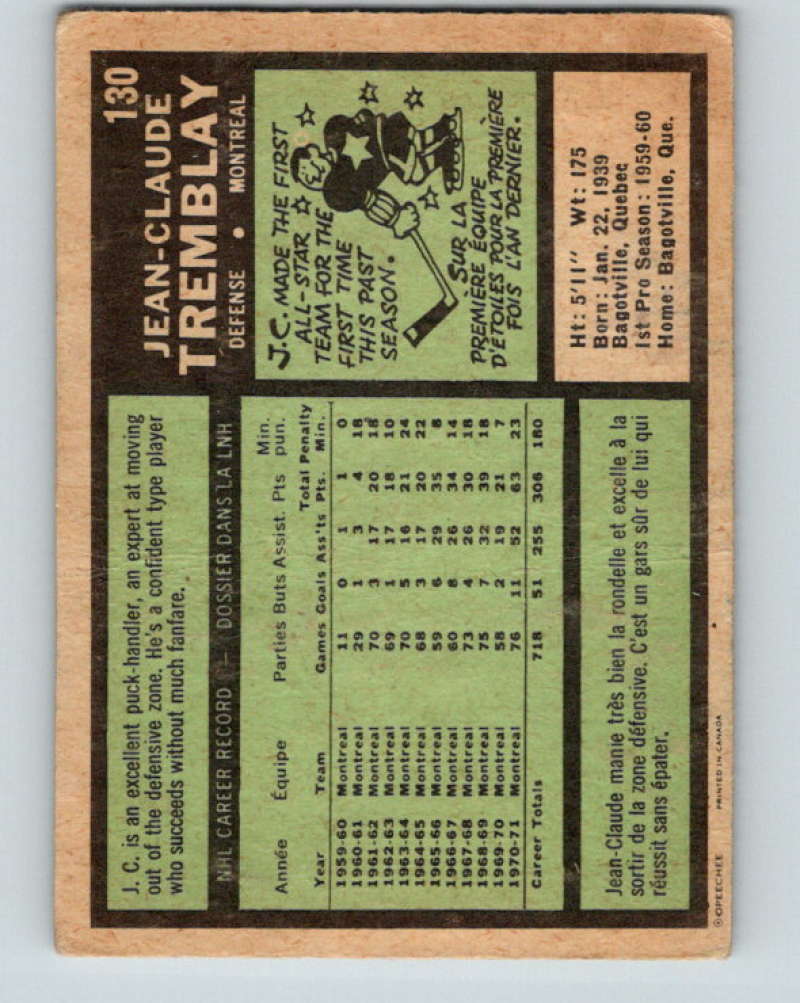 J. C. is an excellent puck-handler, an expert at moving
out of the defensive zone. He's a confident type player
who succeeds without much fanfare.
130
JEAN-CLAUDE
TREMBLAY
DEFENSE • MONTREAL
NHL CAREER RECORD — DOSSIER DANS LA LNH
Année Équipe Parties Buts Assist. Pts Min. pun.
Year Team Games Goals Ass'ts Total Pts. Penalty Min.
1959-60 Montreal 11 0 1 1 0
1960-61 Montreal 29 1 3 4 18
1961-62 Montreal 70 3 17 20 18
1962-63 Montreal 69 1 17 18 10
1963-64 Montreal 70 5 16 21 24
1964-65 Montreal 68 3 17 20 22
1965-66 Montreal 59 6 29 35 8
1966-67 Montreal 60 8 26 34 14
1967-68 Montreal 73 4 26 30 18
1968-69 Montreal 75 7 32 39 18
1969-70 Montreal 58 2 19 21 7
1970-71 Montreal 76 11 52 63 23
Career Totals 718 51 255 306 180
J.C. MADE THE FIRST
ALL-STAR
TEAM FOR THE
FIRST TIME
THIS PAST
SEASON.
SUR LA
PREMIÈRE ÉQUIPE
D'ÉTOILES POUR LA PREMIÈRE
FOIS L'AN DERNIER.
Ht: 5'11" Wt: 175
Born: Jan. 22, 1939
Bagotville, Quebec
1st Pro Season: 1959-60
Home: Bagotville, Que.
Jean-Claude manie très bien la rondelle et excelle à la
sortir de la zone défensive. C'est un gars sûr de lui qui
réussit sans épater.
©OPEECHEE PRINTED IN CANADA